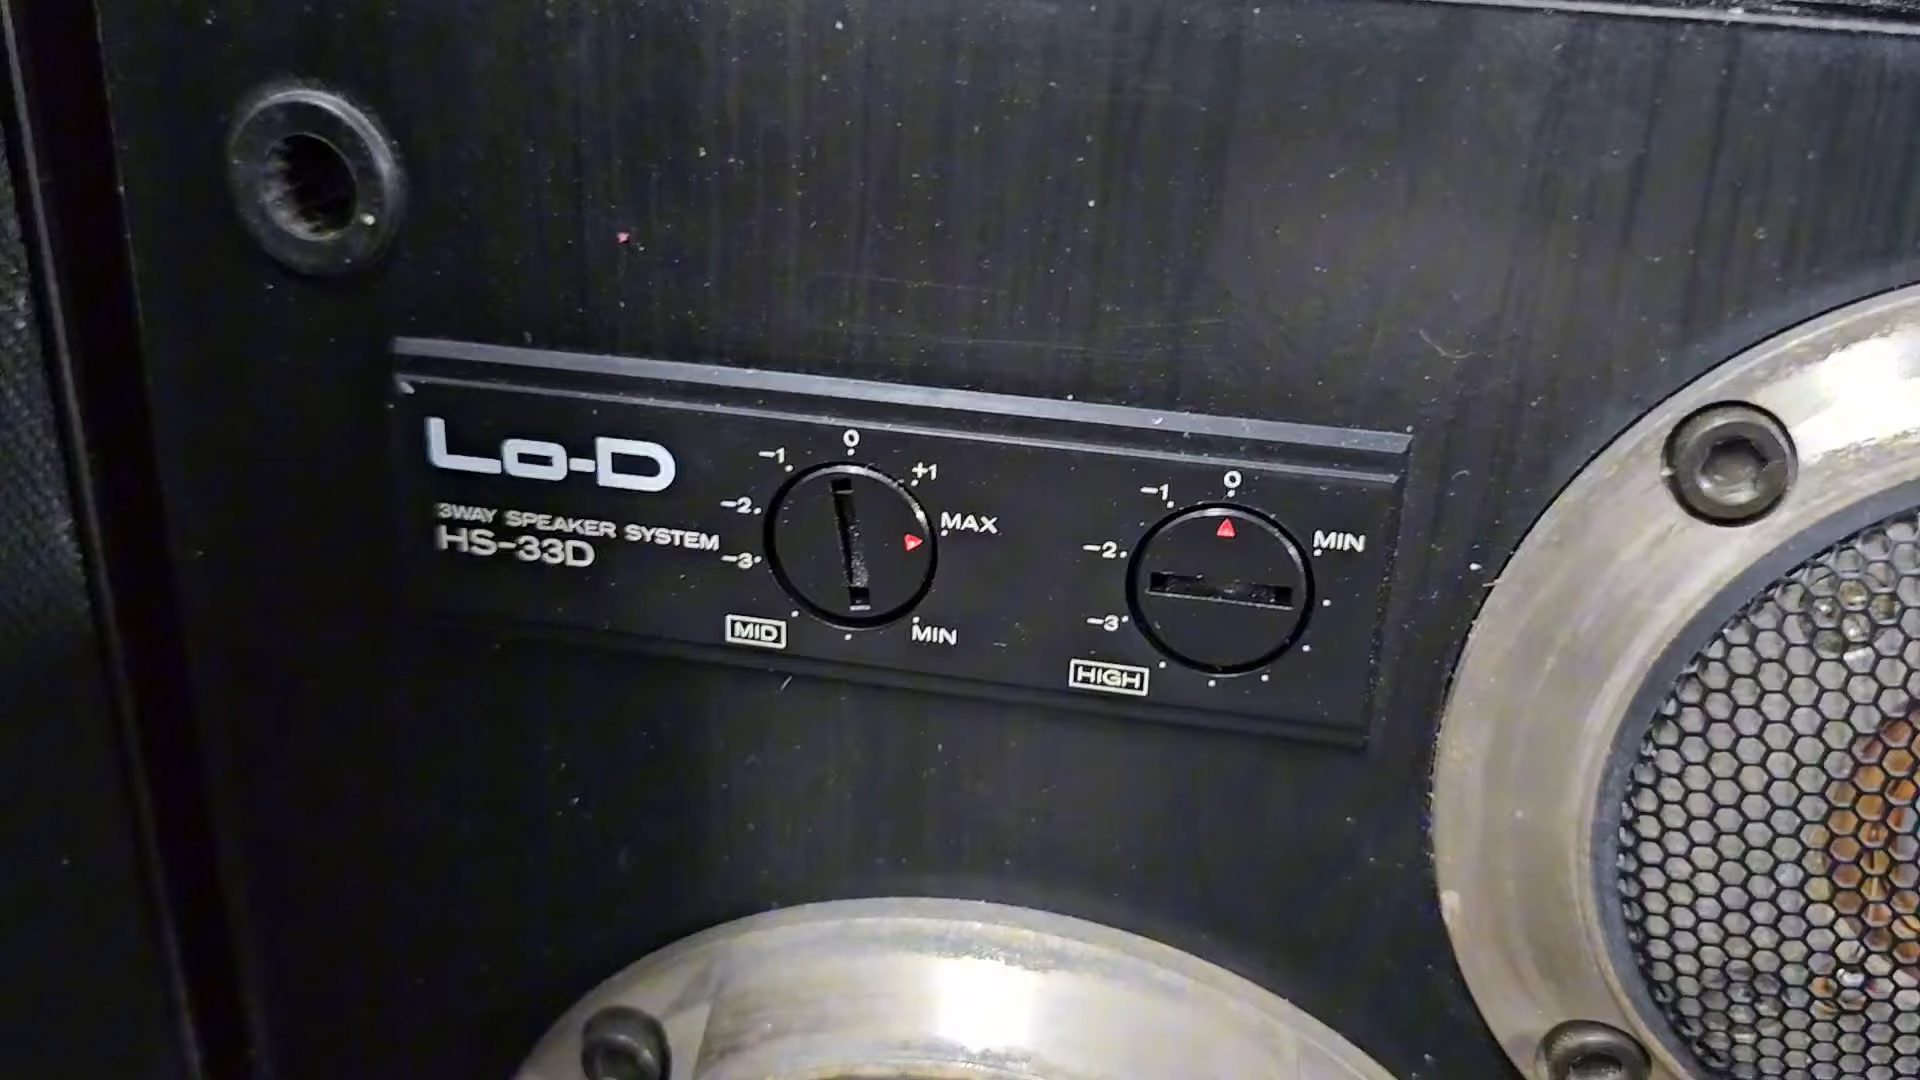 Lo-D
3WAY SPEAKER SYSTEM
HS-33D
0
-1
+1
-2
MAX
-3
MIN
MID
0
-1
MIN
-2
-3
HIGH